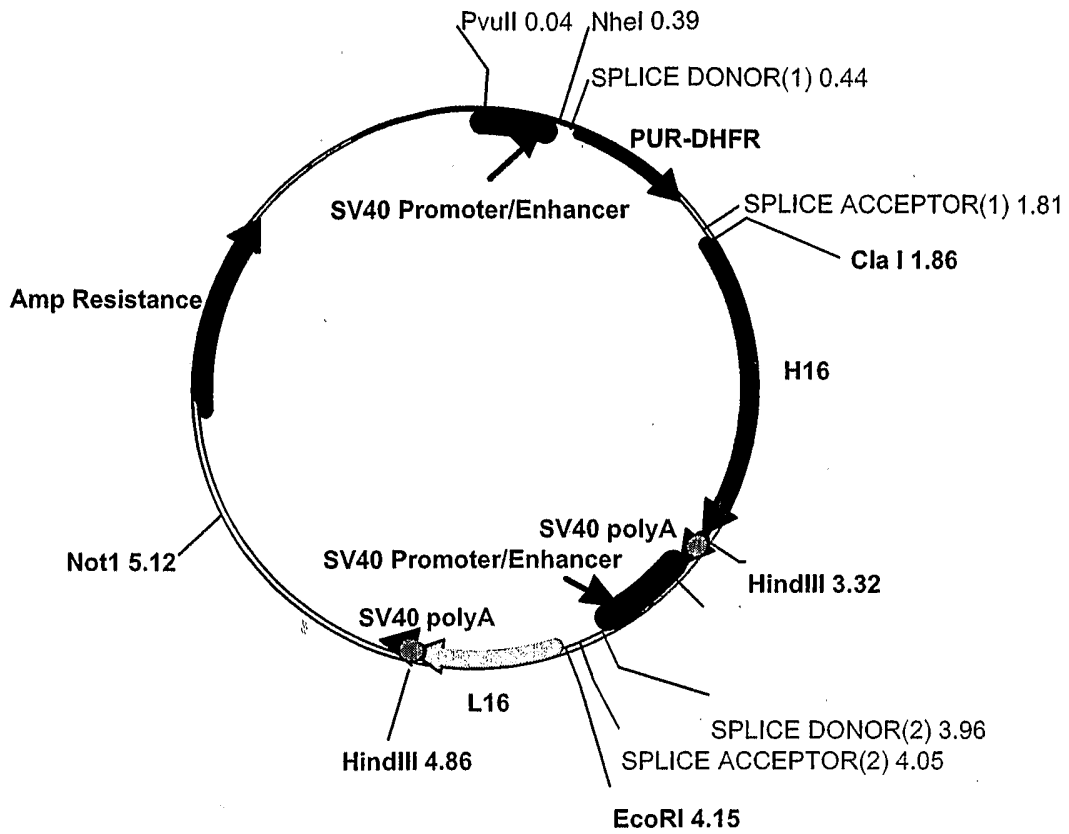 PvuII 0.04
NheI 0.39
SPLICE DONOR(1) 0.44
PUR-DHFR
SV40 Promoter/Enhancer
SPLICE ACCEPTOR(1) 1.81
Cla I 1.86
Amp Resistance
H16
SV40 polyA
SV40 Promoter/Enhancer
Not1 5.12
HindIII 3.32
SV40 polyA
L16
SPLICE DONOR(2) 3.96
HindIII 4.86
SPLICE ACCEPTOR(2) 4.05
EcoRI 4.15